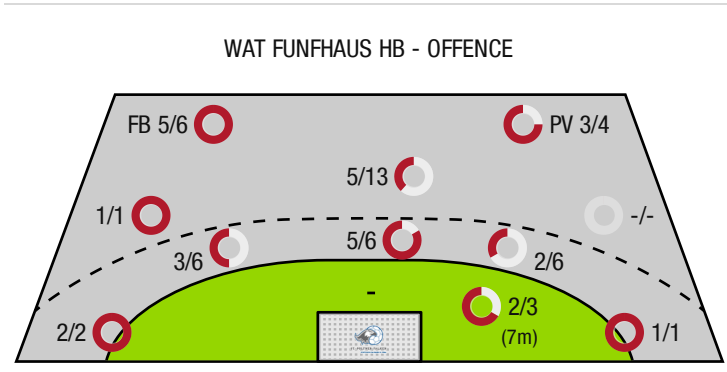 WAT FUNFHAUS HB - OFFENCE
FB 5/6
PV 3/4
5/13
1/1
-/-
3/6
5/6
2/6
-
2/3
(7m)
2/2
1/1